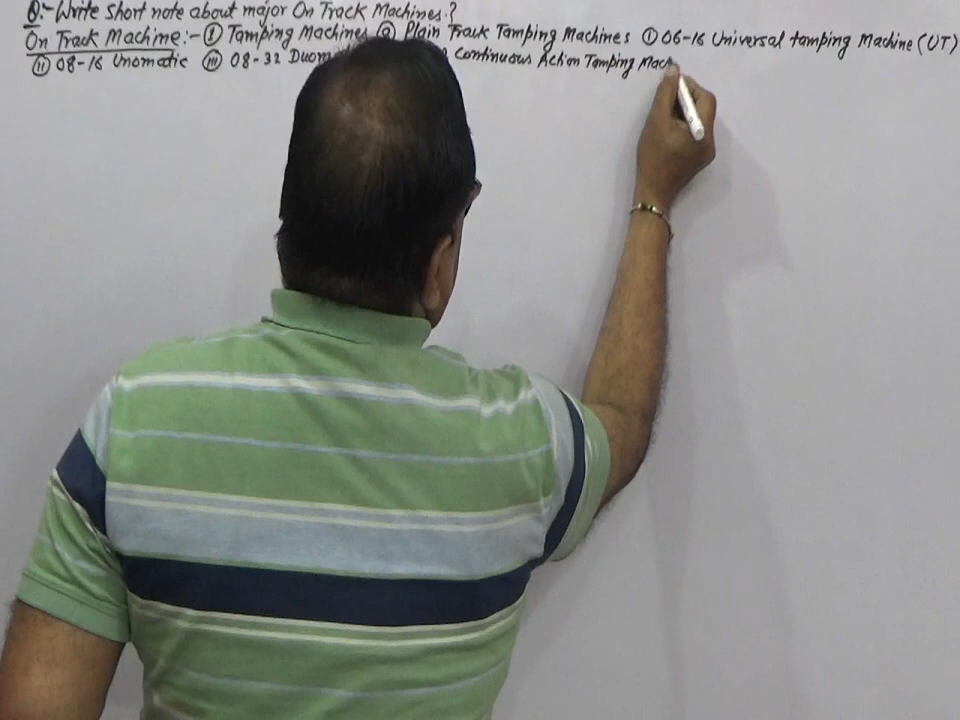 Q:- Write short note about major On Track Machines.?
On Track Machine:- ① Tamping Machines ⓐ Plain Track Tamping Machines ⓘ 06-16 Universal tamping Machine (UT)
ⓘⓘ 08-16 Unomatic ⓘⓘⓘ 08-32 Continuous Action Tamping